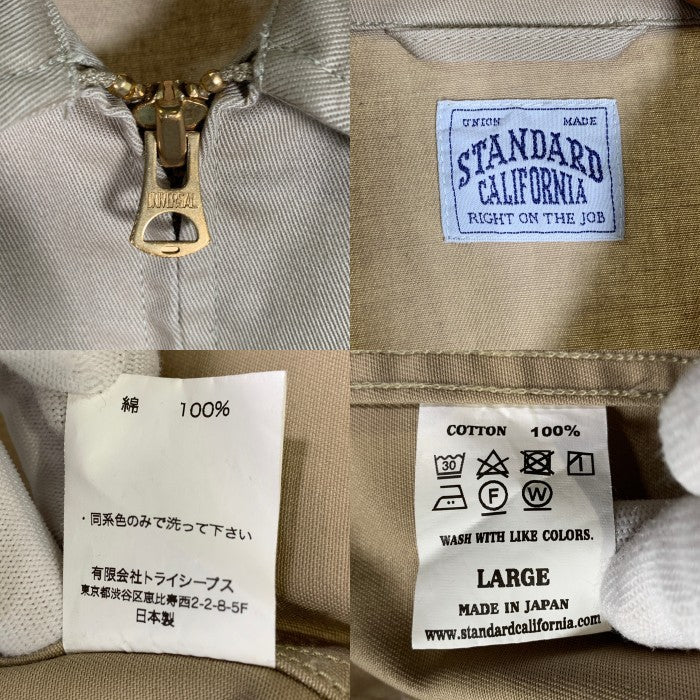 UNIVERSAL
UNION MADE
STANDARD
CALIFORNIA
RIGHT ON THE JOB
綿 100%
・同系色のみで洗って下さい
有限会社トライシープス
東京都渋谷区恵比寿西2-2-8-5F
日本製
COTTON 100%
30
F W
WASH WITH LIKE COLORS.
LARGE
MADE IN JAPAN
www.standardcalifornia.com